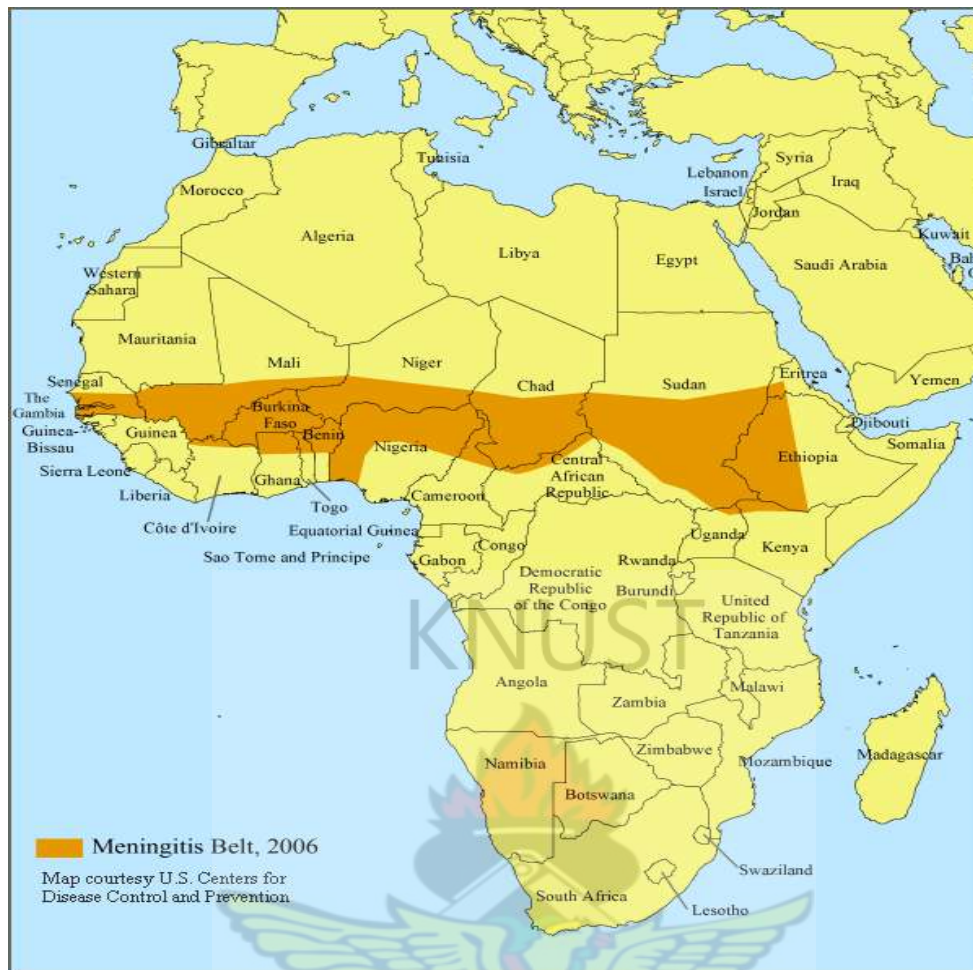 Gibraltar
Tunisia
Syria
Lebanon
Israel
Iraq
Morocco
Jordan
Kuwait
Algeria
Libya
Egypt
Bah
Saudi Arabia
Western
Sahara
Mauritania
Mali
Niger
Chad
Sudan
Eritrea
Yemen
Senegal
The
Gambia
Burkina
Faso
Benin
Nigeria
Djibouti
Guinea-
Bissau
Guinea
Ethiopia
Somalia
Central
African
Republic
Sierra Leone
Ghana
Cameroon
Liberia
Togo
Côte d'Ivoire
Equatorial Guinea
Uganda
Kenya
Sao Tome and Principe
Gabon
Congo
Rwanda
Democratic
Republic
of the Congo
Burundi
United
Republic of
Tanzania
KNUST
Angola
Zambia
Malawi
Zimbabwe
Mozambique
Madagascar
Namibia
Botswana
Meningitis Belt, 2006
Map courtesy U.S. Centers for
Disease Control and Prevention
Swaziland
South Africa
Lesotho